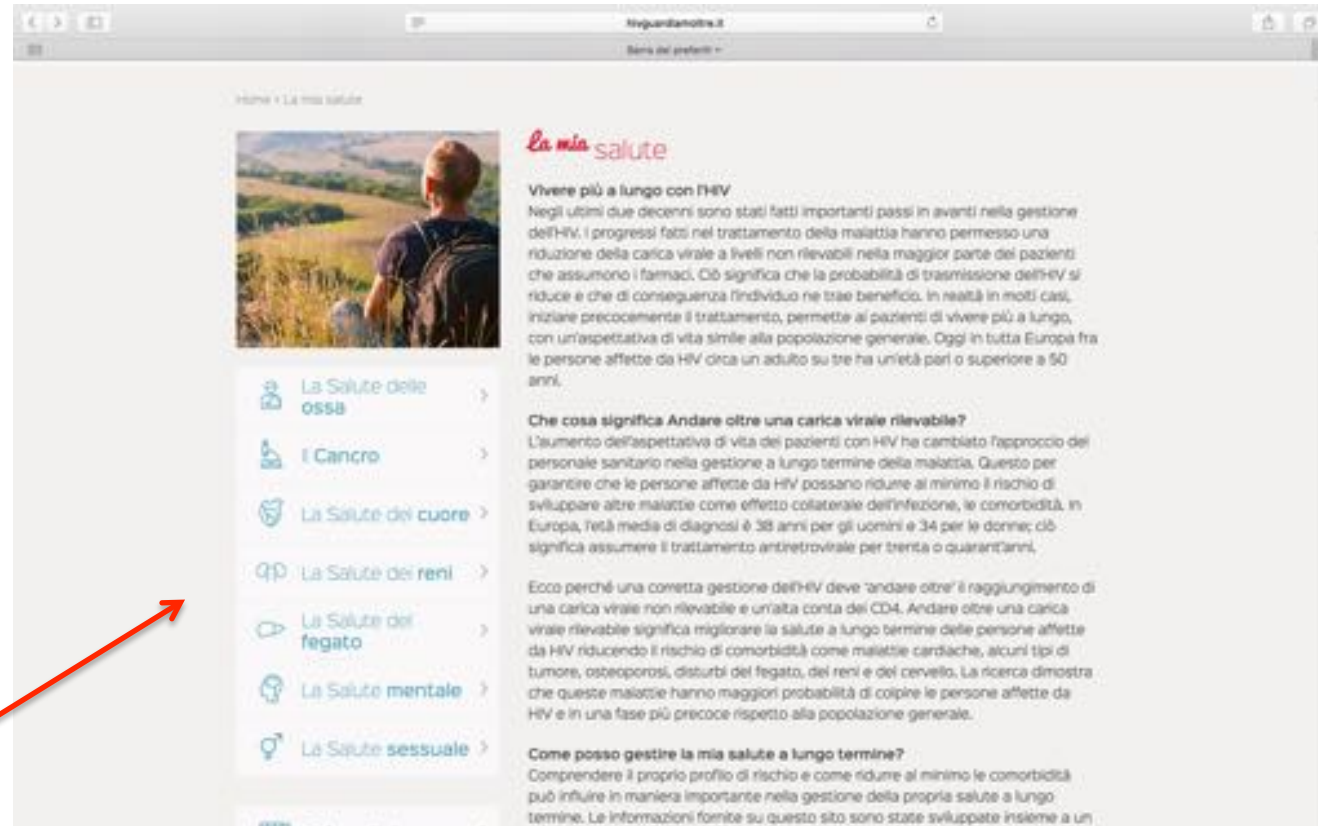 hivguardiamoltre.it
Barra dei preferiti
Home > La mia salute
la mia salute
Vivere più a lungo con l'HIV
Negli ultimi due decenni sono stati fatti importanti passi in avanti nella gestione
dell'HIV. I progressi fatti nel trattamento della malattia hanno permesso una
riduzione della carica virale a livelli non rilevabili nella maggior parte dei pazienti
che assumono i farmaci. Ciò significa che la probabilità di trasmissione dell'HIV si
riduce e che di conseguenza l'individuo ne trae beneficio. In realtà in molti casi,
iniziare precocemente il trattamento, permette ai pazienti di vivere più a lungo,
con un'aspettativa di vita simile alla popolazione generale. Oggi in tutta Europa fra
le persone affette da HIV circa un adulto su tre ha un'età pari o superiore a 50
anni.
La Salute delle
ossa
Il Cancro
La Salute del cuore
La Salute dei reni
La Salute del
fegato
La Salute mentale
La Salute sessuale
Che cosa significa Andare oltre una carica virale rilevabile?
L'aumento dell'aspettativa di vita dei pazienti con HIV ha cambiato l'approccio del
personale sanitario nella gestione a lungo termine della malattia. Questo per
garantire che le persone affette da HIV possano ridurre al minimo il rischio di
sviluppare altre malattie come effetto collaterale dell'infezione, le comorbidità. In
Europa, l'età media di diagnosi è 38 anni per gli uomini e 34 per le donne; ciò
significa assumere il trattamento antiretrovirale per trenta o quarant'anni.
Ecco perché una corretta gestione dell'HIV deve 'andare oltre' il raggiungimento di
una carica virale non rilevabile e un'alta conta dei CD4. Andare oltre una carica
virale rilevabile significa migliorare la salute a lungo termine delle persone affette
da HIV riducendo il rischio di comorbidità come malattie cardiache, alcuni tipi di
tumore, osteoporosi, disturbi del fegato, dei reni e del cervello. La ricerca dimostra
che queste malattie hanno maggiori probabilità di colpire le persone affette da
HIV e in una fase più precoce rispetto alla popolazione generale.
Come posso gestire la mia salute a lungo termine?
Comprendere il proprio profilo di rischio e come ridurre al minimo le comorbidità
può influire in maniera importante nella gestione della propria salute a lungo
termine. Le informazioni fornite su questo sito sono state sviluppate insieme a un